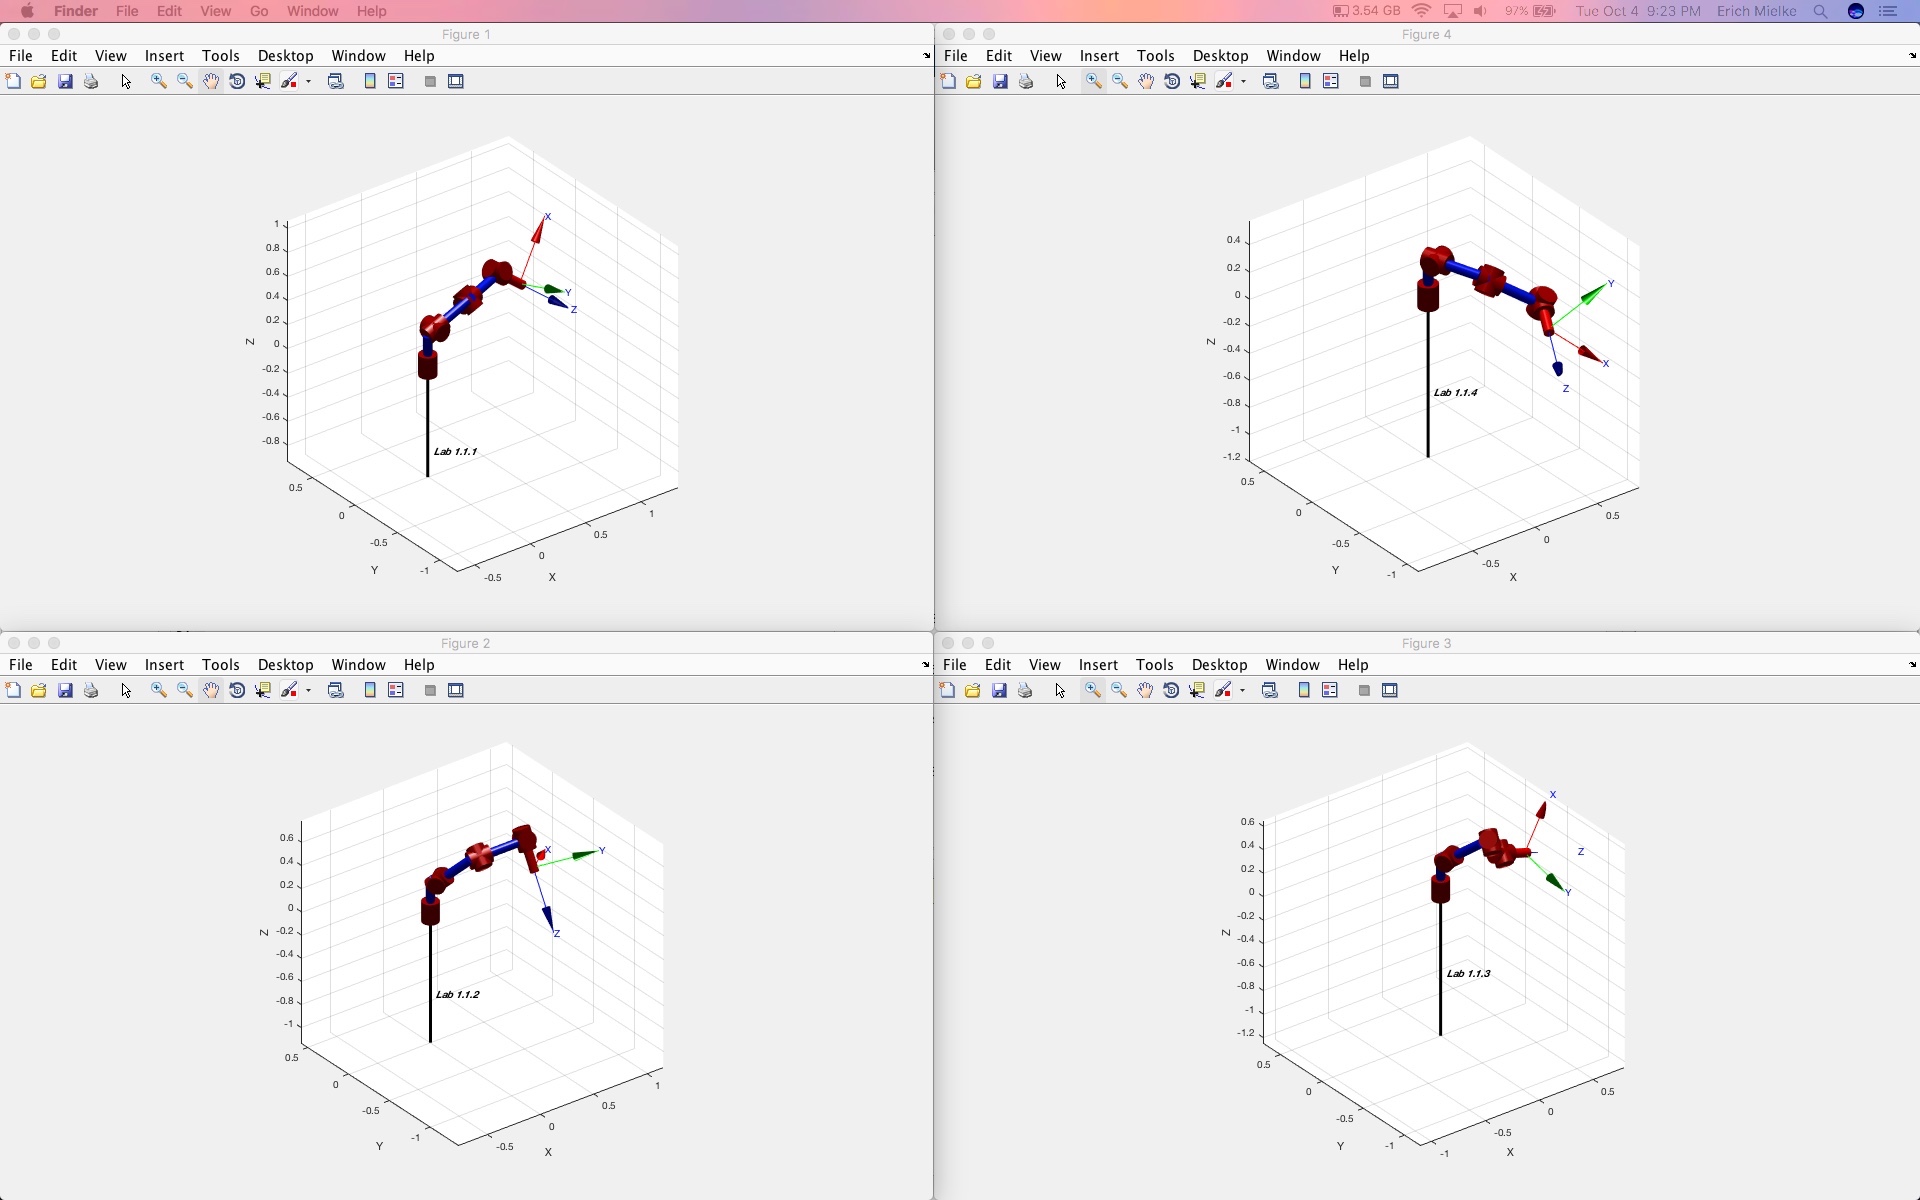 Finder File Edit View Go Window Help 3.54 GB 97% Tue Oct 4 9:23 PM Erich Mielke
Figure 1
File Edit View Insert Tools Desktop Window Help
X
Y
Z
1
0.8
0.6
0.4
0.2
0
-0.2
-0.4
-0.6
-0.8
Z
Lab 1.1.1
0.5
0
-0.5
-1
Y
-0.5
0
0.5
1
X
Figure 4
File Edit View Insert Tools Desktop Window Help
Y
X
Z
0.4
0.2
0
-0.2
-0.4
-0.6
-0.8
-1
-1.2
Z
Lab 1.1.4
0.5
0
-0.5
-1
Y
-0.5
0
0.5
X
Figure 2
File Edit View Insert Tools Desktop Window Help
X
Y
Z
0.6
0.4
0.2
0
-0.2
-0.4
-0.6
-0.8
-1
Z
Lab 1.1.2
0.5
0
-0.5
-1
Y
-0.5
0
0.5
1
X
Figure 3
File Edit View Insert Tools Desktop Window Help
X
Z
Y
0.6
0.4
0.2
0
-0.2
-0.4
-0.6
-0.8
-1
-1.2
Z
Lab 1.1.3
0.5
0
-0.5
-1
Y
-1
-0.5
0
0.5
X